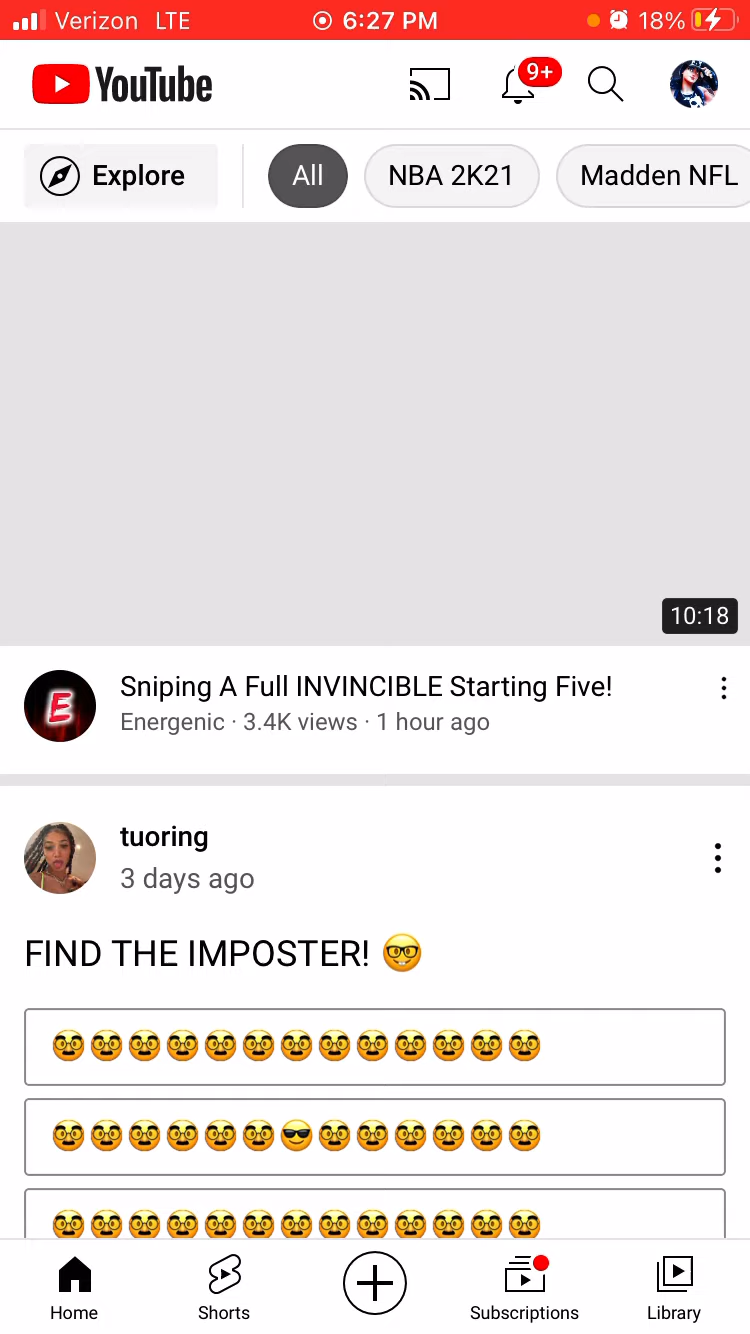 Verizon LTE 6:27 PM 18%
YouTube 9+
Explore All NBA 2K21 Madden NFL
10:18
E
Sniping A Full INVINCIBLE Starting Five!
Energenic · 3.4K views · 1 hour ago
tuoring
3 days ago
FIND THE IMPOSTER! 🤓
🥸🥸🥸🥸🥸🥸🥸🥸🥸🥸🥸🥸🥸
🥸🥸🥸🥸🥸🥸😎🥸🥸🥸🥸🥸🥸
🥸🥸🥸🥸🥸🥸🥸🥸🥸🥸🥸🥸🥸
Home Shorts Subscriptions Library